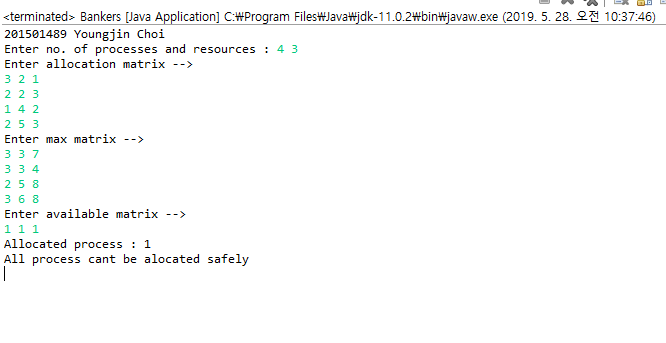 <terminated> Bankers [Java Application] C:₩Program Files₩Java₩jdk-11.0.2₩bin₩javaw.exe (2019. 5. 28. 오전 10:37:46)
201501489 Youngjin Choi
Enter no. of processes and resources : 4 3
Enter allocation matrix -->
3 2 1
2 2 3
1 4 2
2 5 3
Enter max matrix -->
3 3 7
3 3 4
2 5 8
3 6 8
Enter available matrix -->
1 1 1
Allocated process : 1
All process cant be alocated safely